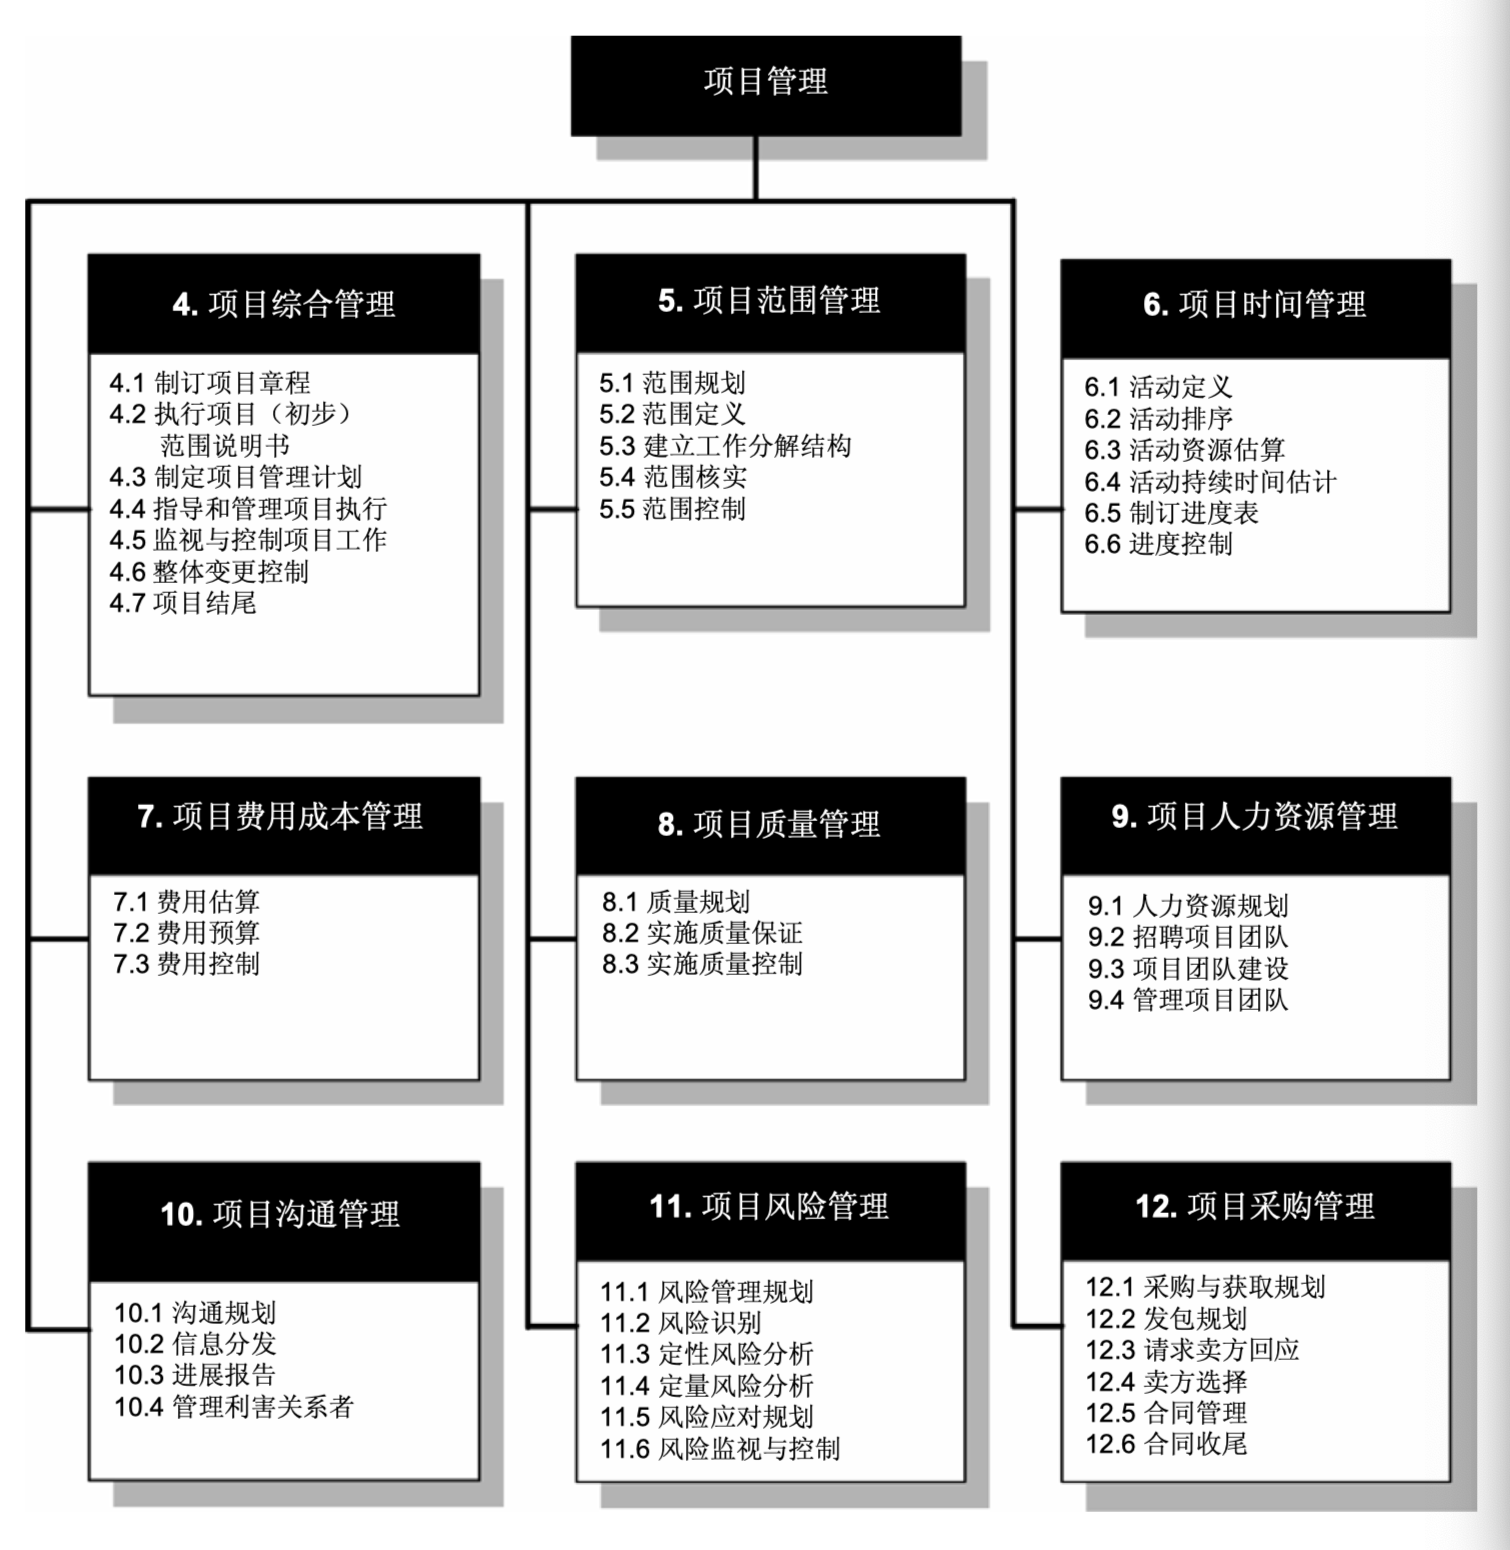 项目管理
4. 项目综合管理
4.1 制订项目章程
4.2 执行项目（初步）
范围说明书
4.3 制定项目管理计划
4.4 指导和管理项目执行
4.5 监视与控制项目工作
4.6 整体变更控制
4.7 项目结尾
5. 项目范围管理
5.1 范围规划
5.2 范围定义
5.3 建立工作分解结构
5.4 范围核实
5.5 范围控制
6. 项目时间管理
6.1 活动定义
6.2 活动排序
6.3 活动资源估算
6.4 活动持续时间估计
6.5 制订进度表
6.6 进度控制
7. 项目费用成本管理
7.1 费用估算
7.2 费用预算
7.3 费用控制
8. 项目质量管理
8.1 质量规划
8.2 实施质量保证
8.3 实施质量控制
9. 项目人力资源管理
9.1 人力资源规划
9.2 招聘项目团队
9.3 项目团队建设
9.4 管理项目团队
10. 项目沟通管理
10.1 沟通规划
10.2 信息分发
10.3 进展报告
10.4 管理利害关系者
11. 项目风险管理
11.1 风险管理规划
11.2 风险识别
11.3 定性风险分析
11.4 定量风险分析
11.5 风险应对规划
11.6 风险监视与控制
12. 项目采购管理
12.1 采购与获取规划
12.2 发包规划
12.3 请求卖方回应
12.4 卖方选择
12.5 合同管理
12.6 合同收尾